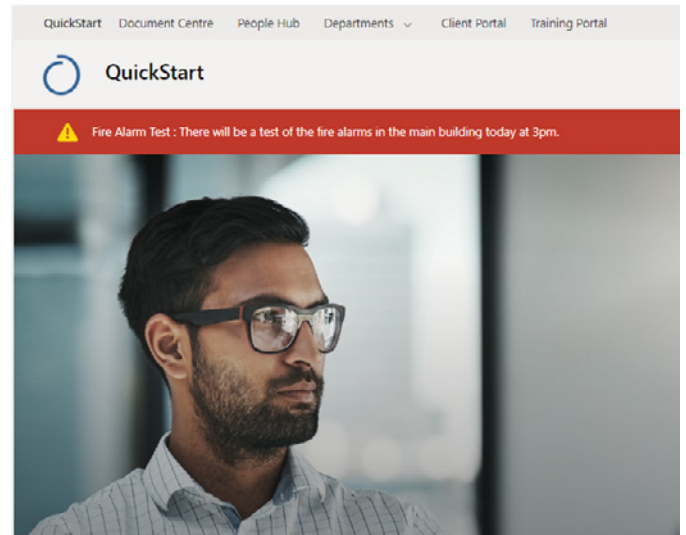 QuickStart Document Centre People Hub Departments Client Portal Training Portal
QuickStart
Fire Alarm Test : There will be a test of the fire alarms in the main building today at 3pm.